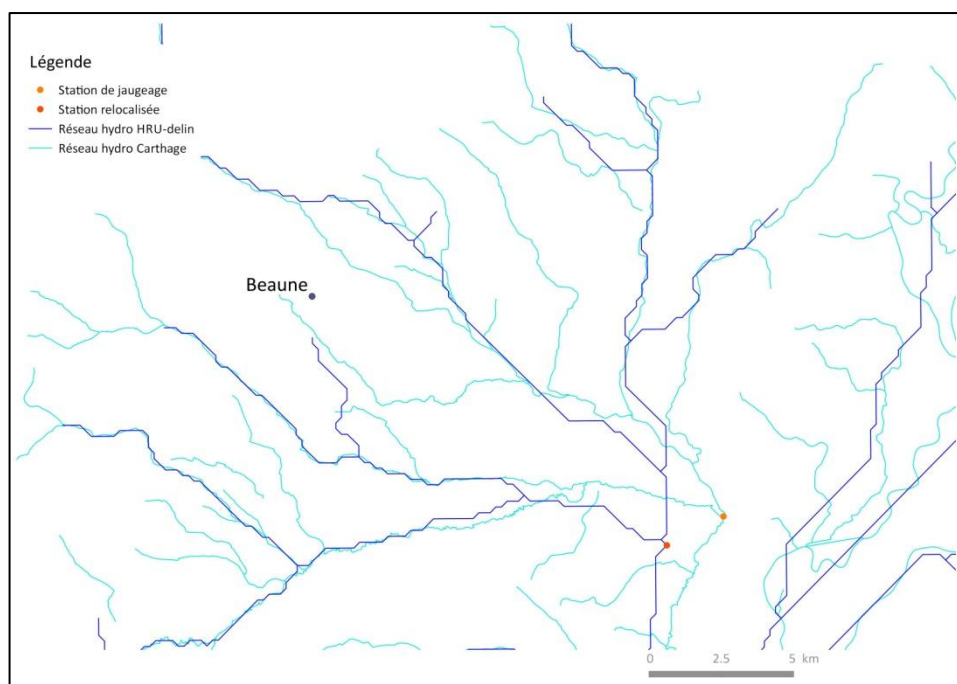 Légende
Station de jaugeage
Station relocalisée
Réseau hydro HRU-delin
Réseau hydro Carthage
Beaune
0 2.5 5 km